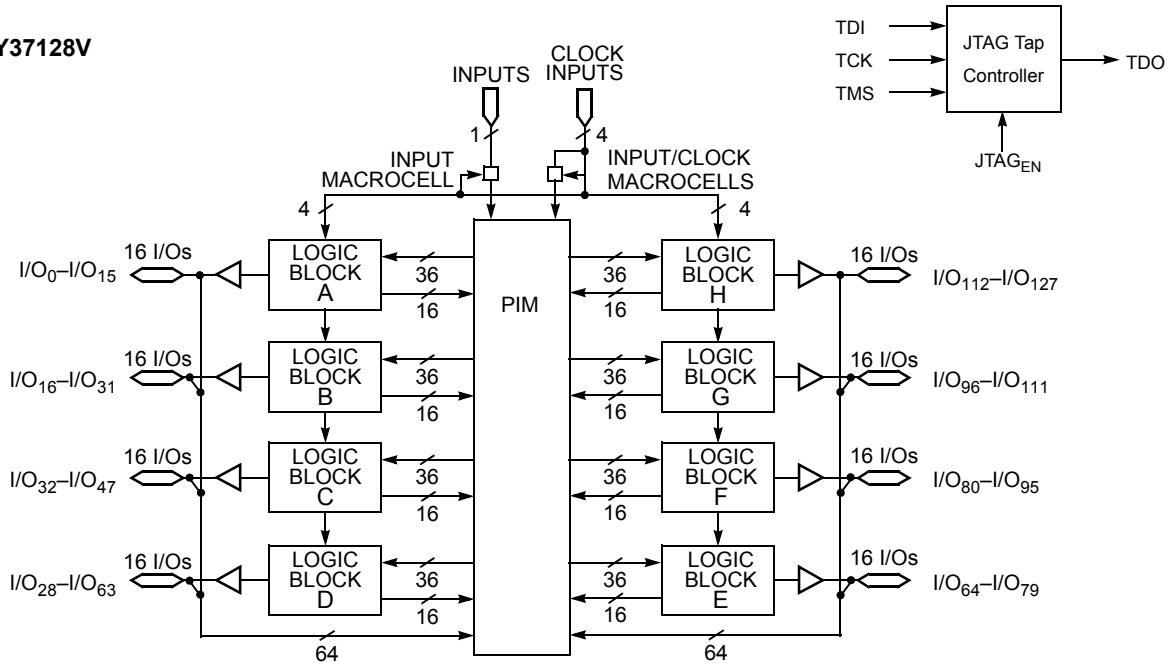 Y37128V
TDI
TCK
TMS
JTAG Tap
Controller
TDO
JTAG_EN
INPUTS
CLOCK
INPUTS
1
4
INPUT
MACROCELL
INPUT/CLOCK
MACROCELLS
4
4
I/O0–I/O15
16 I/Os
LOGIC
BLOCK
A
36
16
PIM
36
16
LOGIC
BLOCK
H
16 I/Os
I/O112–I/O127
I/O16–I/O31
16 I/Os
LOGIC
BLOCK
B
36
16
36
16
LOGIC
BLOCK
G
16 I/Os
I/O96–I/O111
I/O32–I/O47
16 I/Os
LOGIC
BLOCK
C
36
16
36
16
LOGIC
BLOCK
F
16 I/Os
I/O80–I/O95
I/O28–I/O63
16 I/Os
LOGIC
BLOCK
D
36
16
36
16
LOGIC
BLOCK
E
16 I/Os
I/O64–I/O79
64
64